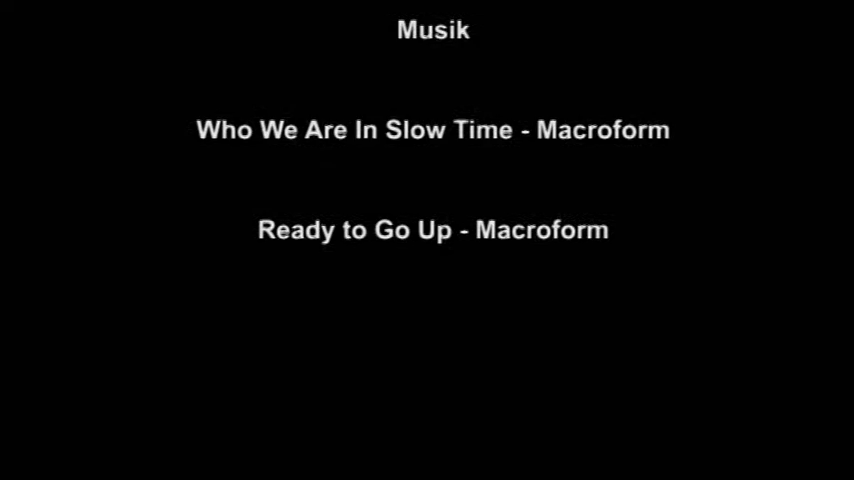 Musik
Who We Are In Slow Time - Macroform
Ready to Go Up - Macroform